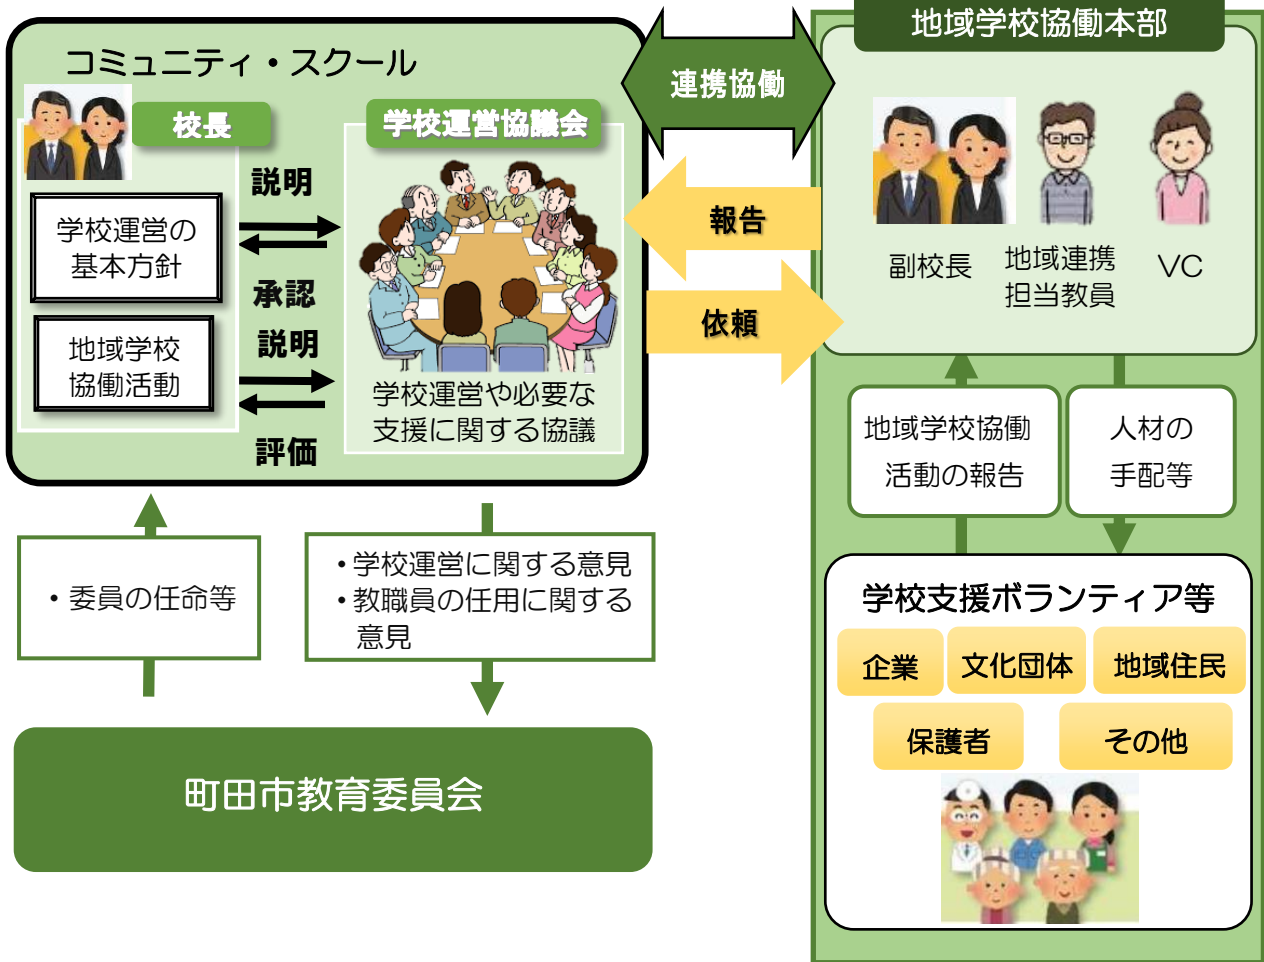 コミュニティ・スクール
校長
学校運営協議会
説明
学校運営の
基本方針
承認
説明
地域学校
協働活動
評価
学校運営や必要な
支援に関する協議
連携協働
報告
依頼
地域学校協働本部
副校長
地域連携
担当教員
VC
地域学校協働
活動の報告
人材の
手配等
・委員の任命等
・学校運営に関する意見
・教職員の任用に関する
意見
町田市教育委員会
学校支援ボランティア等
企業
文化団体
地域住民
保護者
その他